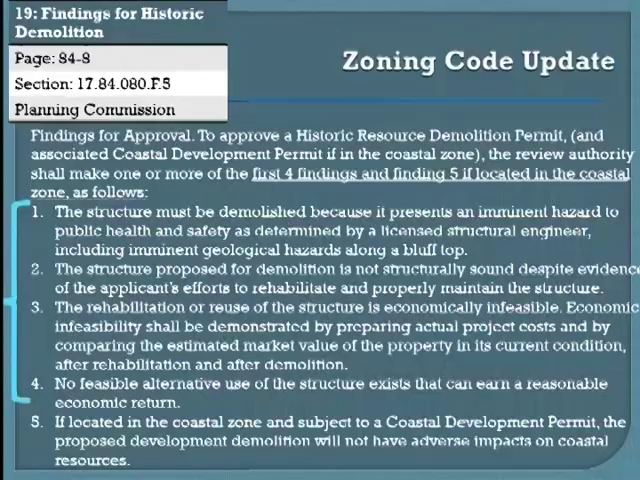 19: Findings for Historic
Demolition
Page: 84-8
Section: 17.84.080.F.5
Planning Commission
Zoning Code Update
Findings for Approval. To approve a Historic Resource Demolition Permit, (and
associated Coastal Development Permit if in the coastal zone), the review authority
shall make one or more of the first 4 findings and finding 5 if located in the coastal
zone, as follows:
1. The structure must be demolished because it presents an imminent hazard to
public health and safety as determined by a licensed structural engineer,
including imminent geological hazards along a bluff top.
2. The structure proposed for demolition is not structurally sound despite evidence
of the applicant's efforts to rehabilitate and properly maintain the structure.
3. The rehabilitation or reuse of the structure is economically infeasible. Economic
infeasibility shall be demonstrated by preparing actual project costs and by
comparing the estimated market value of the property in its current condition,
after rehabilitation and after demolition.
4. No feasible alternative use of the structure exists that can earn a reasonable
economic return.
5. If located in the coastal zone and subject to a Coastal Development Permit, the
proposed development demolition will not have adverse impacts on coastal
resources.